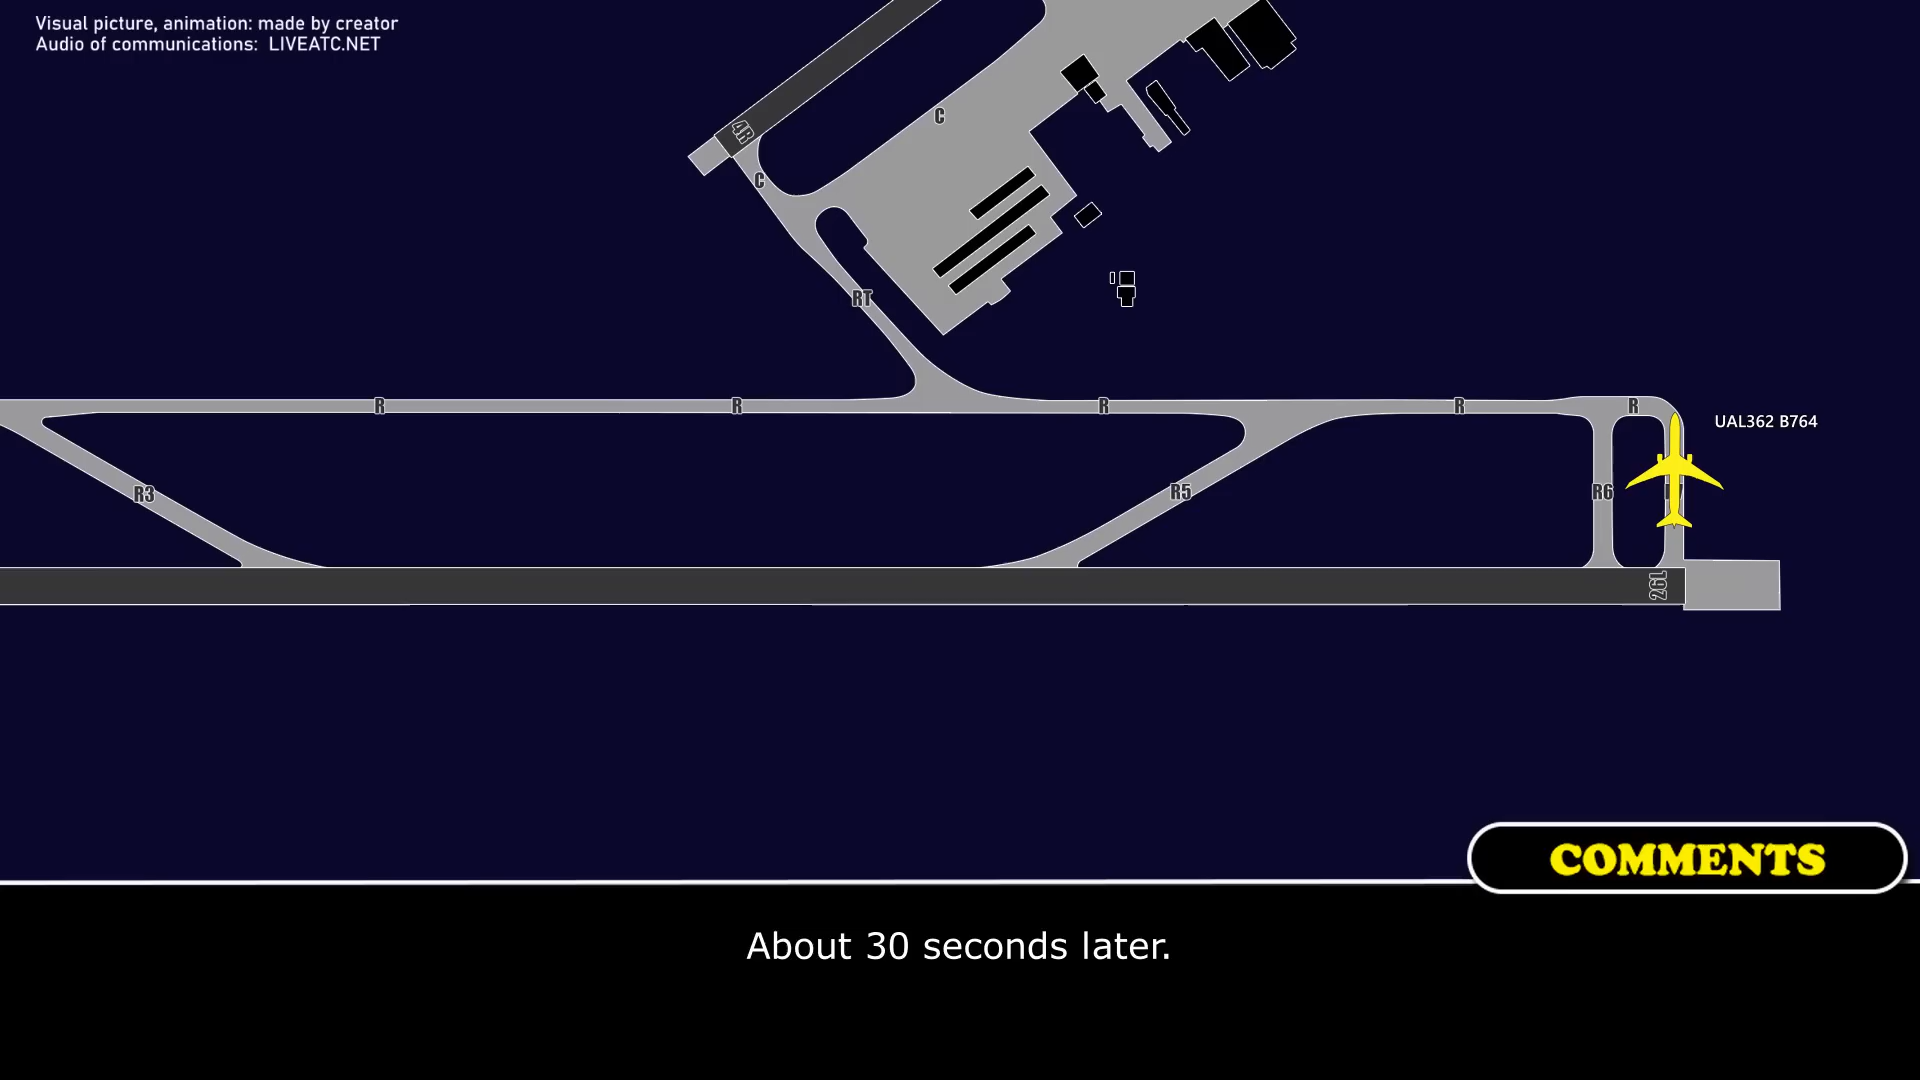 Visual picture, animation: made by creator
Audio of communications: LIVEATC.NET
4R
C
C
RT
R
R
R
R
R
UAL362 B764
R3
R5
R6
26L
COMMENTS
About 30 seconds later.